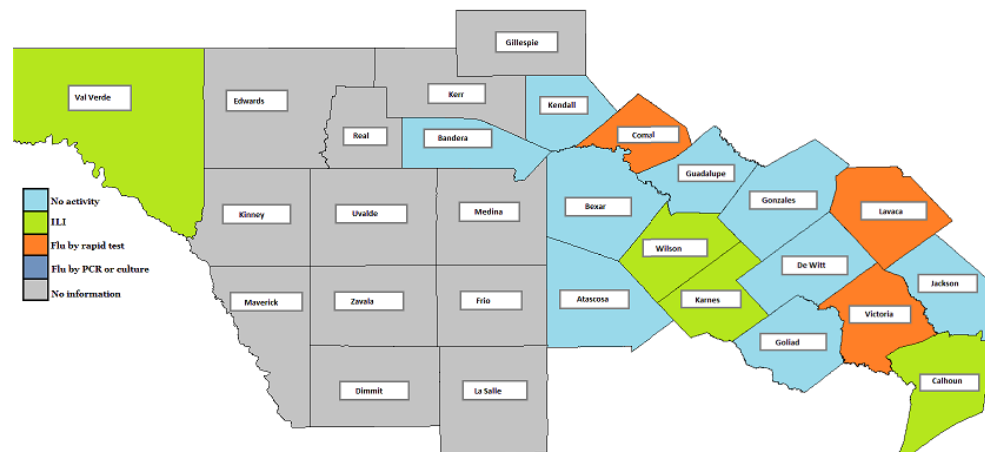 Gillespie
Val Verde
Edwards
Kerr
Kendall
Real
Bandera
Comal
Guadalupe
No activity
ILI
Flu by rapid test
Flu by PCR or culture
No information
Kinney
Uvalde
Medina
Bexar
Gonzales
Lavaca
Wilson
De Witt
Jackson
Maverick
Zavala
Frio
Atascosa
Karnes
Victoria
Goliad
Dimmit
La Salle
Calhoun